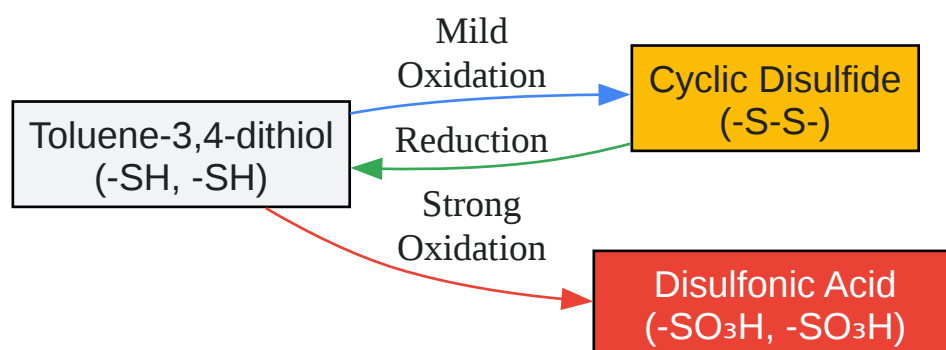 Mild
Oxidation
Cyclic Disulfide
(-S-S-)
Toluene-3,4-dithiol
(-SH, -SH)
Reduction
Strong
Oxidation
Disulfonic Acid
(-SO₃H, -SO₃H)